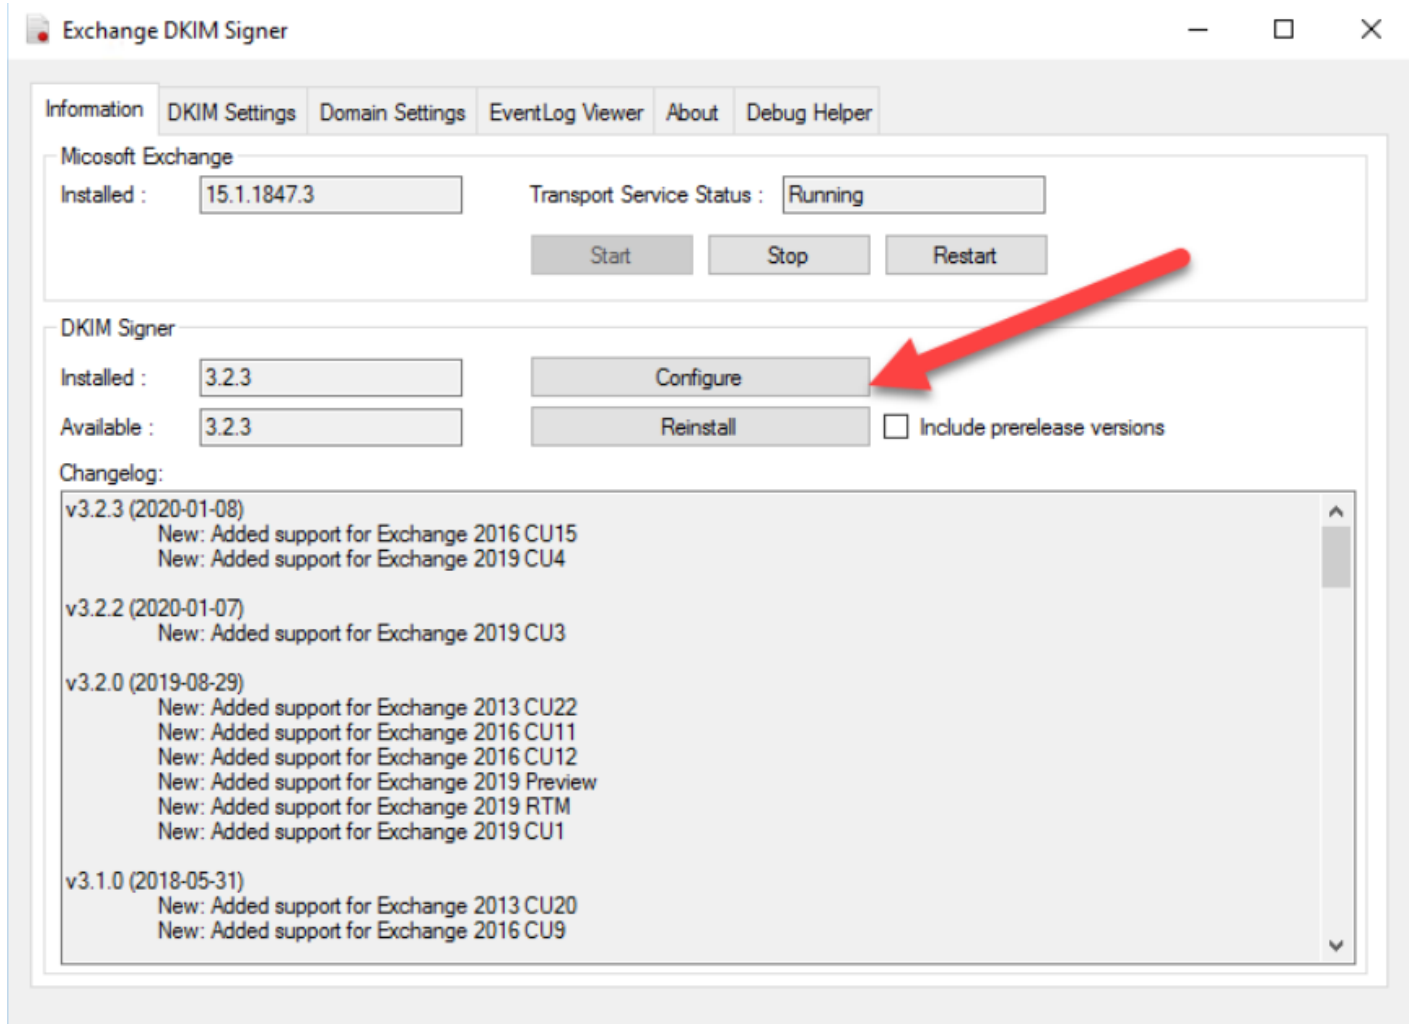 Exchange DKIM Signer
Information DKIM Settings Domain Settings EventLog Viewer About Debug Helper
Micosoft Exchange
Installed : 15.1.1847.3 Transport Service Status : Running
Start Stop Restart
DKIM Signer
Installed : 3.2.3 Configure
Available : 3.2.3 Reinstall Include prerelease versions
Changelog:
v3.2.3 (2020-01-08)
New: Added support for Exchange 2016 CU15
New: Added support for Exchange 2019 CU4
v3.2.2 (2020-01-07)
New: Added support for Exchange 2019 CU3
v3.2.0 (2019-08-29)
New: Added support for Exchange 2013 CU22
New: Added support for Exchange 2016 CU11
New: Added support for Exchange 2016 CU12
New: Added support for Exchange 2019 Preview
New: Added support for Exchange 2019 RTM
New: Added support for Exchange 2019 CU1
v3.1.0 (2018-05-31)
New: Added support for Exchange 2013 CU20
New: Added support for Exchange 2016 CU9